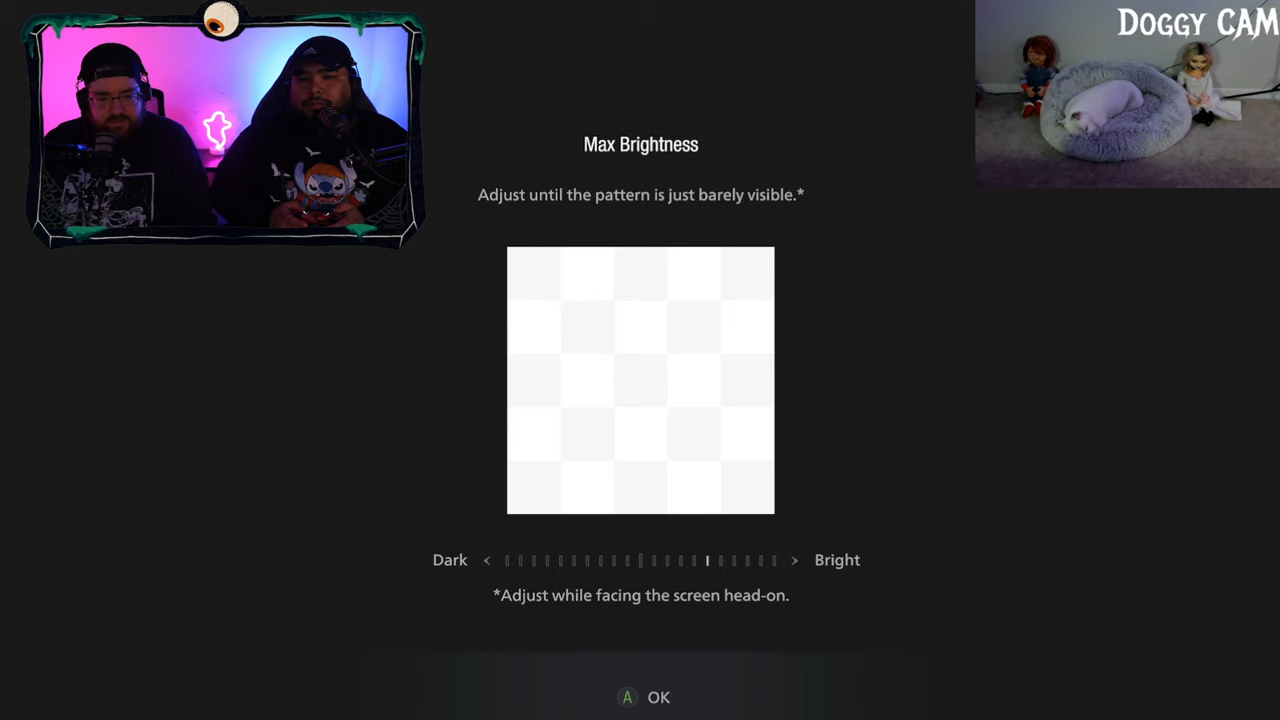 DOGGY CAM
Max Brightness
Adjust until the pattern is just barely visible.*
Dark < > Bright
*Adjust while facing the screen head-on.
A OK